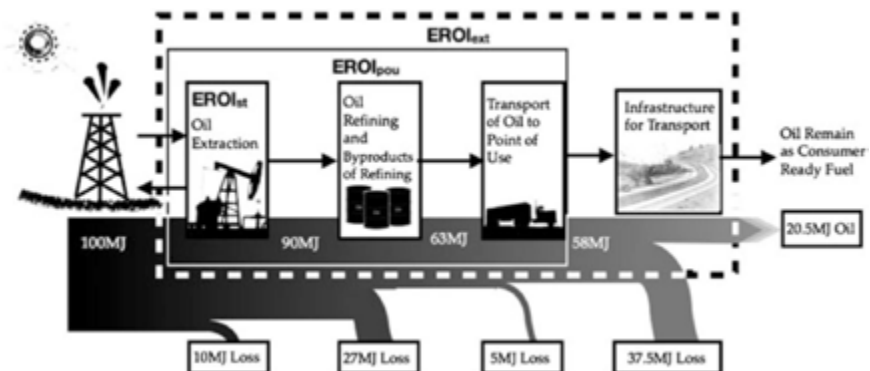 EROIext
EROIpou
EROIst
Oil
Extraction
Oil
Refining
and
Byproducts
of Refining
Transport
of Oil to
Point of
Use
Infrastructure
for Transport
Oil Remain
as Consumer
Ready Fuel
100MJ
90MJ
63MJ
58MJ
20.5MJ Oil
10MJ Loss
27MJ Loss
5MJ Loss
37.5MJ Loss